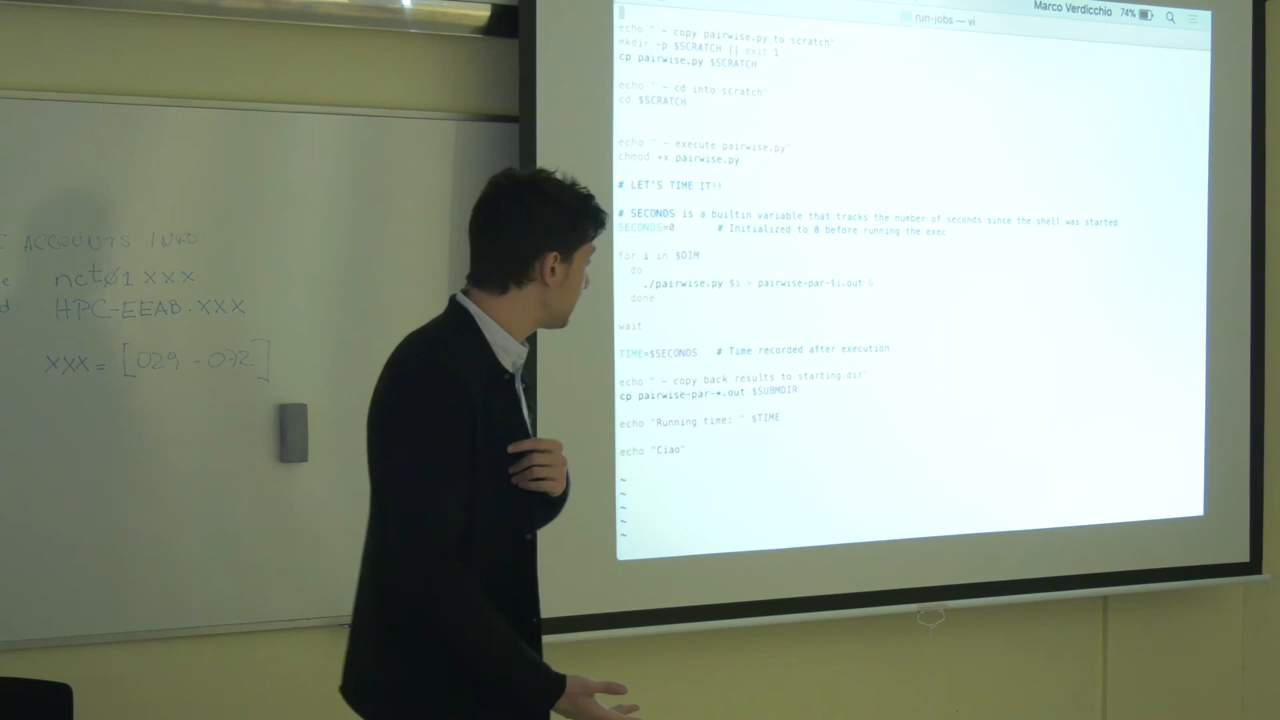 ACCOUNTS INFO
nctø1XXX
HPC-EEAB.XXX
XXX = [029 - 072]
Marco Verdicchio 74%
run-jobs — vi
echo " - copy pairwise.py to scratch"
mkdir -p $SCRATCH || exit 1
cp pairwise.py $SCRATCH
echo " - cd into scratch"
cd $SCRATCH
echo " - execute pairwise.py"
chmod +x pairwise.py
# LET'S TIME IT!!
# SECONDS is a builtin variable that tracks the number of seconds since the shell was started
SECONDS=0 # Initialized to 0 before running the exec
for i in $DIM
do
./pairwise.py $i > pairwise-par-$i.out &
done
wait
TIME=$SECONDS # Time recorded after execution
echo " - copy back results to starting dir"
cp pairwise-par-*.out $SUBMDIR
echo "Running time: " $TIME
echo "Ciao"
~
~
~
~
~